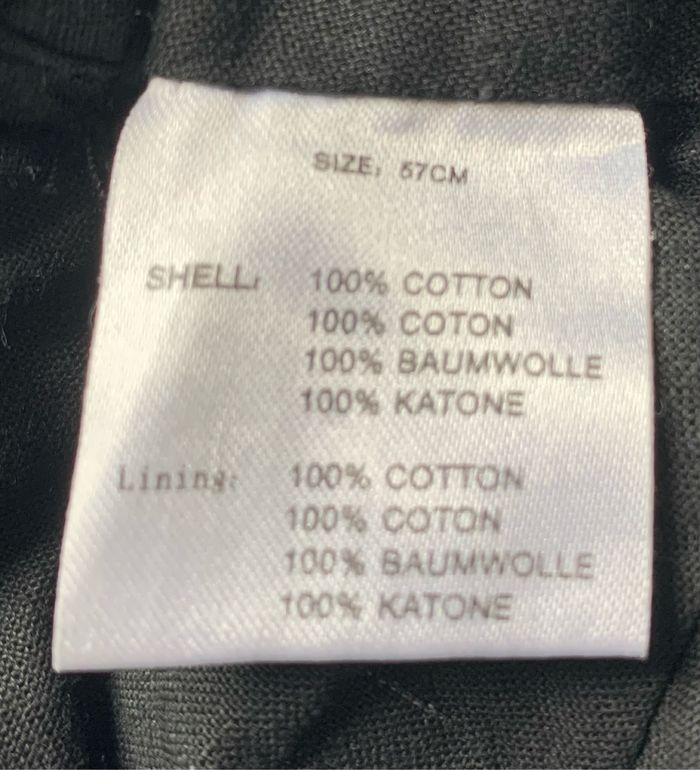 SIZE: 57CM
SHELL: 100% COTTON
100% COTON
100% BAUMWOLLE
100% KATONE
Lining: 100% COTTON
100% COTON
100% BAUMWOLLE
100% KATONE